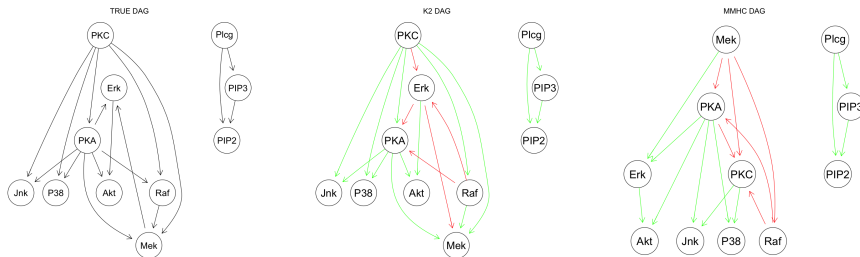 TRUE DAG
PKC
Plcg
Erk
PIP3
PKA
PIP2
Jnk
P38
Akt
Raf
Mek
K2 DAG
PKC
Plcg
Erk
PIP3
PKA
PIP2
Jnk
P38
Akt
Raf
Mek
MMHC DAG
Mek
Plcg
PKA
PIP3
Erk
PKC
PIP2
Akt
Jnk
P38
Raf